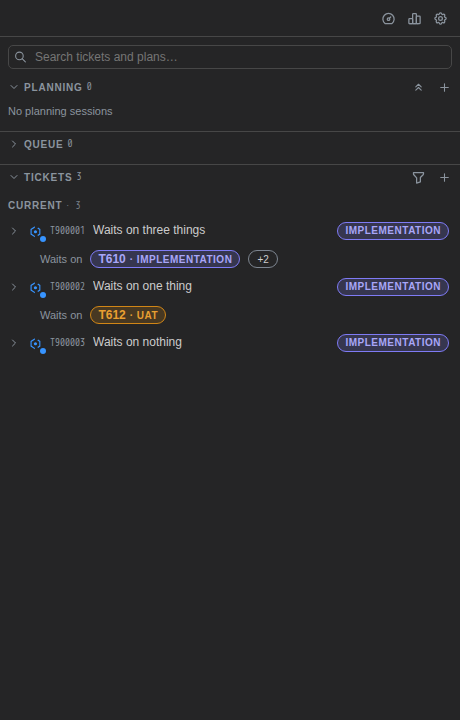 Search tickets and plans…
PLANNING 0
No planning sessions
QUEUE 0
TICKETS 3
CURRENT · 3
T900001 Waits on three things IMPLEMENTATION
Waits on T610 · IMPLEMENTATION +2
T900002 Waits on one thing IMPLEMENTATION
Waits on T612 · UAT
T900003 Waits on nothing IMPLEMENTATION